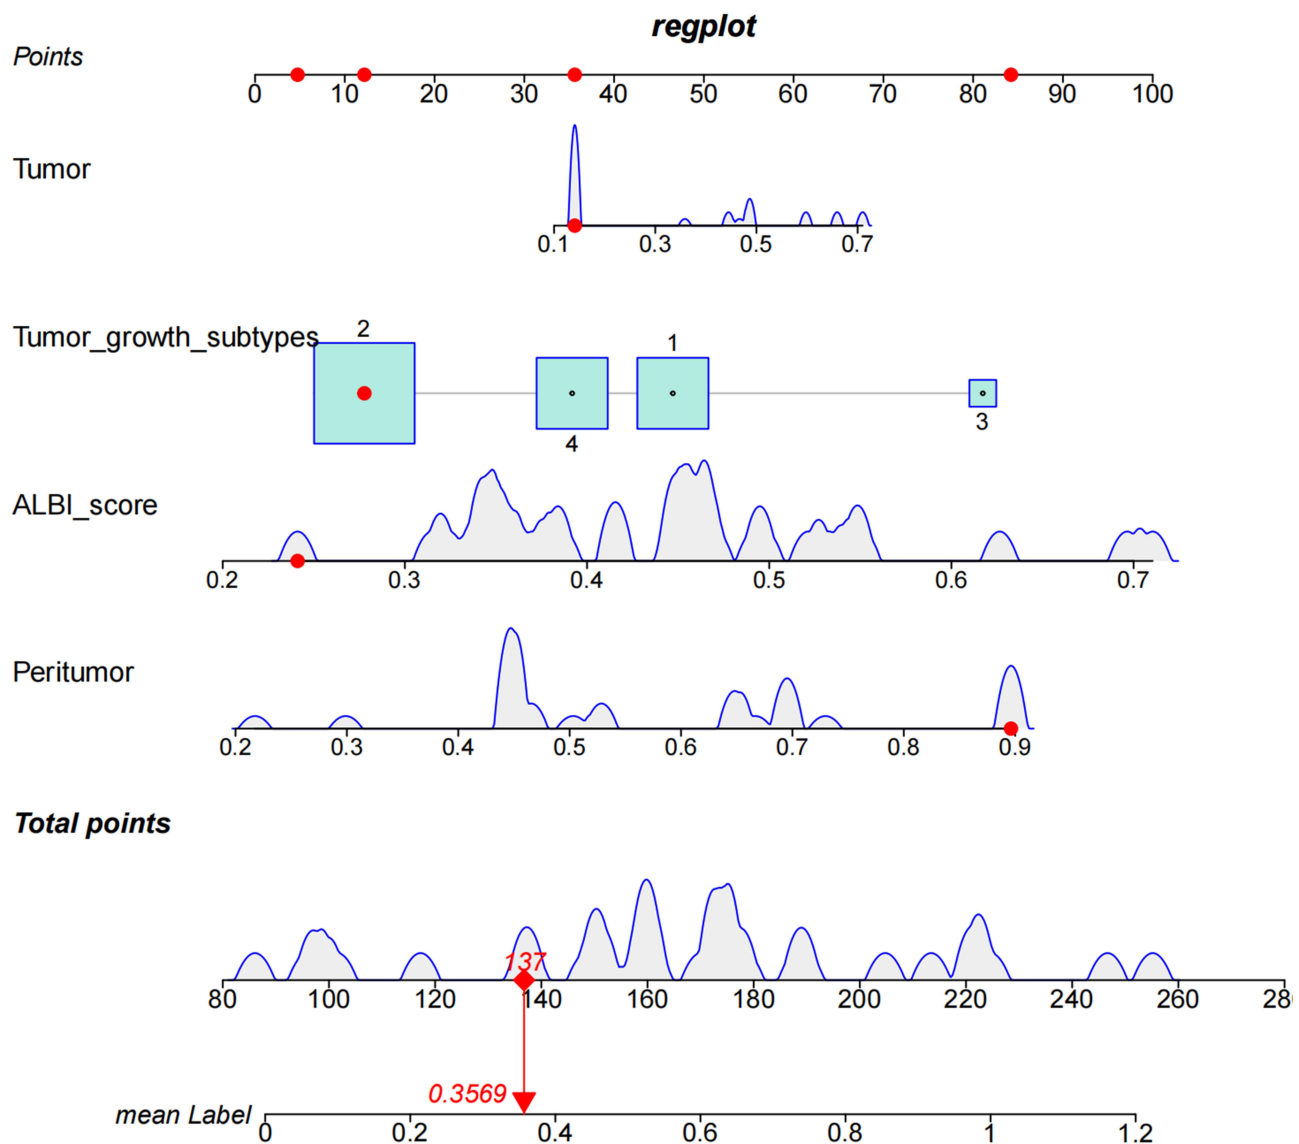 regplot
Points
0 10 20 30 40 50 60 70 80 90 100
Tumor
0.1 0.3 0.5 0.7
Tumor_growth_subtypes
2 1
4 3
ALBI_score
0.2 0.3 0.4 0.5 0.6 0.7
Peritumor
0.2 0.3 0.4 0.5 0.6 0.7 0.8 0.9
Total points
137
80 100 120 140 160 180 200 220 240 260 28
0.3569
mean Label
0 0.2 0.4 0.6 0.8 1 1.2